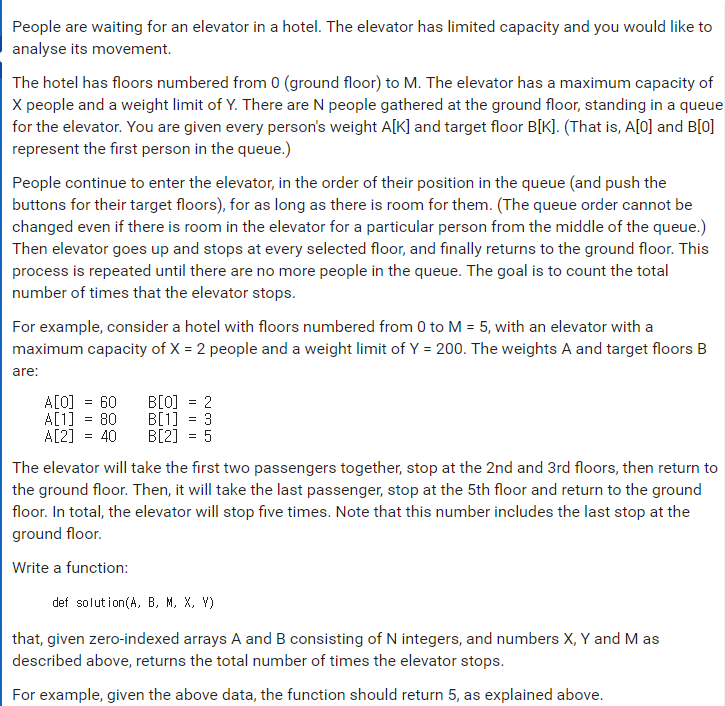 People are waiting for an elevator in a hotel. The elevator has limited capacity and you would like to
analyse its movement.
The hotel has floors numbered from 0 (ground floor) to M. The elevator has a maximum capacity of
X people and a weight limit of Y. There are N people gathered at the ground floor, standing in a queue
for the elevator. You are given every person's weight A[K] and target floor B[K]. (That is, A[0] and B[0]
represent the first person in the queue.)
People continue to enter the elevator, in the order of their position in the queue (and push the
buttons for their target floors), for as long as there is room for them. (The queue order cannot be
changed even if there is room in the elevator for a particular person from the middle of the queue.)
Then elevator goes up and stops at every selected floor, and finally returns to the ground floor. This
process is repeated until there are no more people in the queue. The goal is to count the total
number of times that the elevator stops.
For example, consider a hotel with floors numbered from 0 to M = 5, with an elevator with a
maximum capacity of X = 2 people and a weight limit of Y = 200. The weights A and target floors B
are:
A[0] = 60 B[0] = 2
A[1] = 80 B[1] = 3
A[2] = 40 B[2] = 5
The elevator will take the first two passengers together, stop at the 2nd and 3rd floors, then return to
the ground floor. Then, it will take the last passenger, stop at the 5th floor and return to the ground
floor. In total, the elevator will stop five times. Note that this number includes the last stop at the
ground floor.
Write a function:
def solution(A, B, M, X, Y)
that, given zero-indexed arrays A and B consisting of N integers, and numbers X, Y and M as
described above, returns the total number of times the elevator stops.
For example, given the above data, the function should return 5, as explained above.